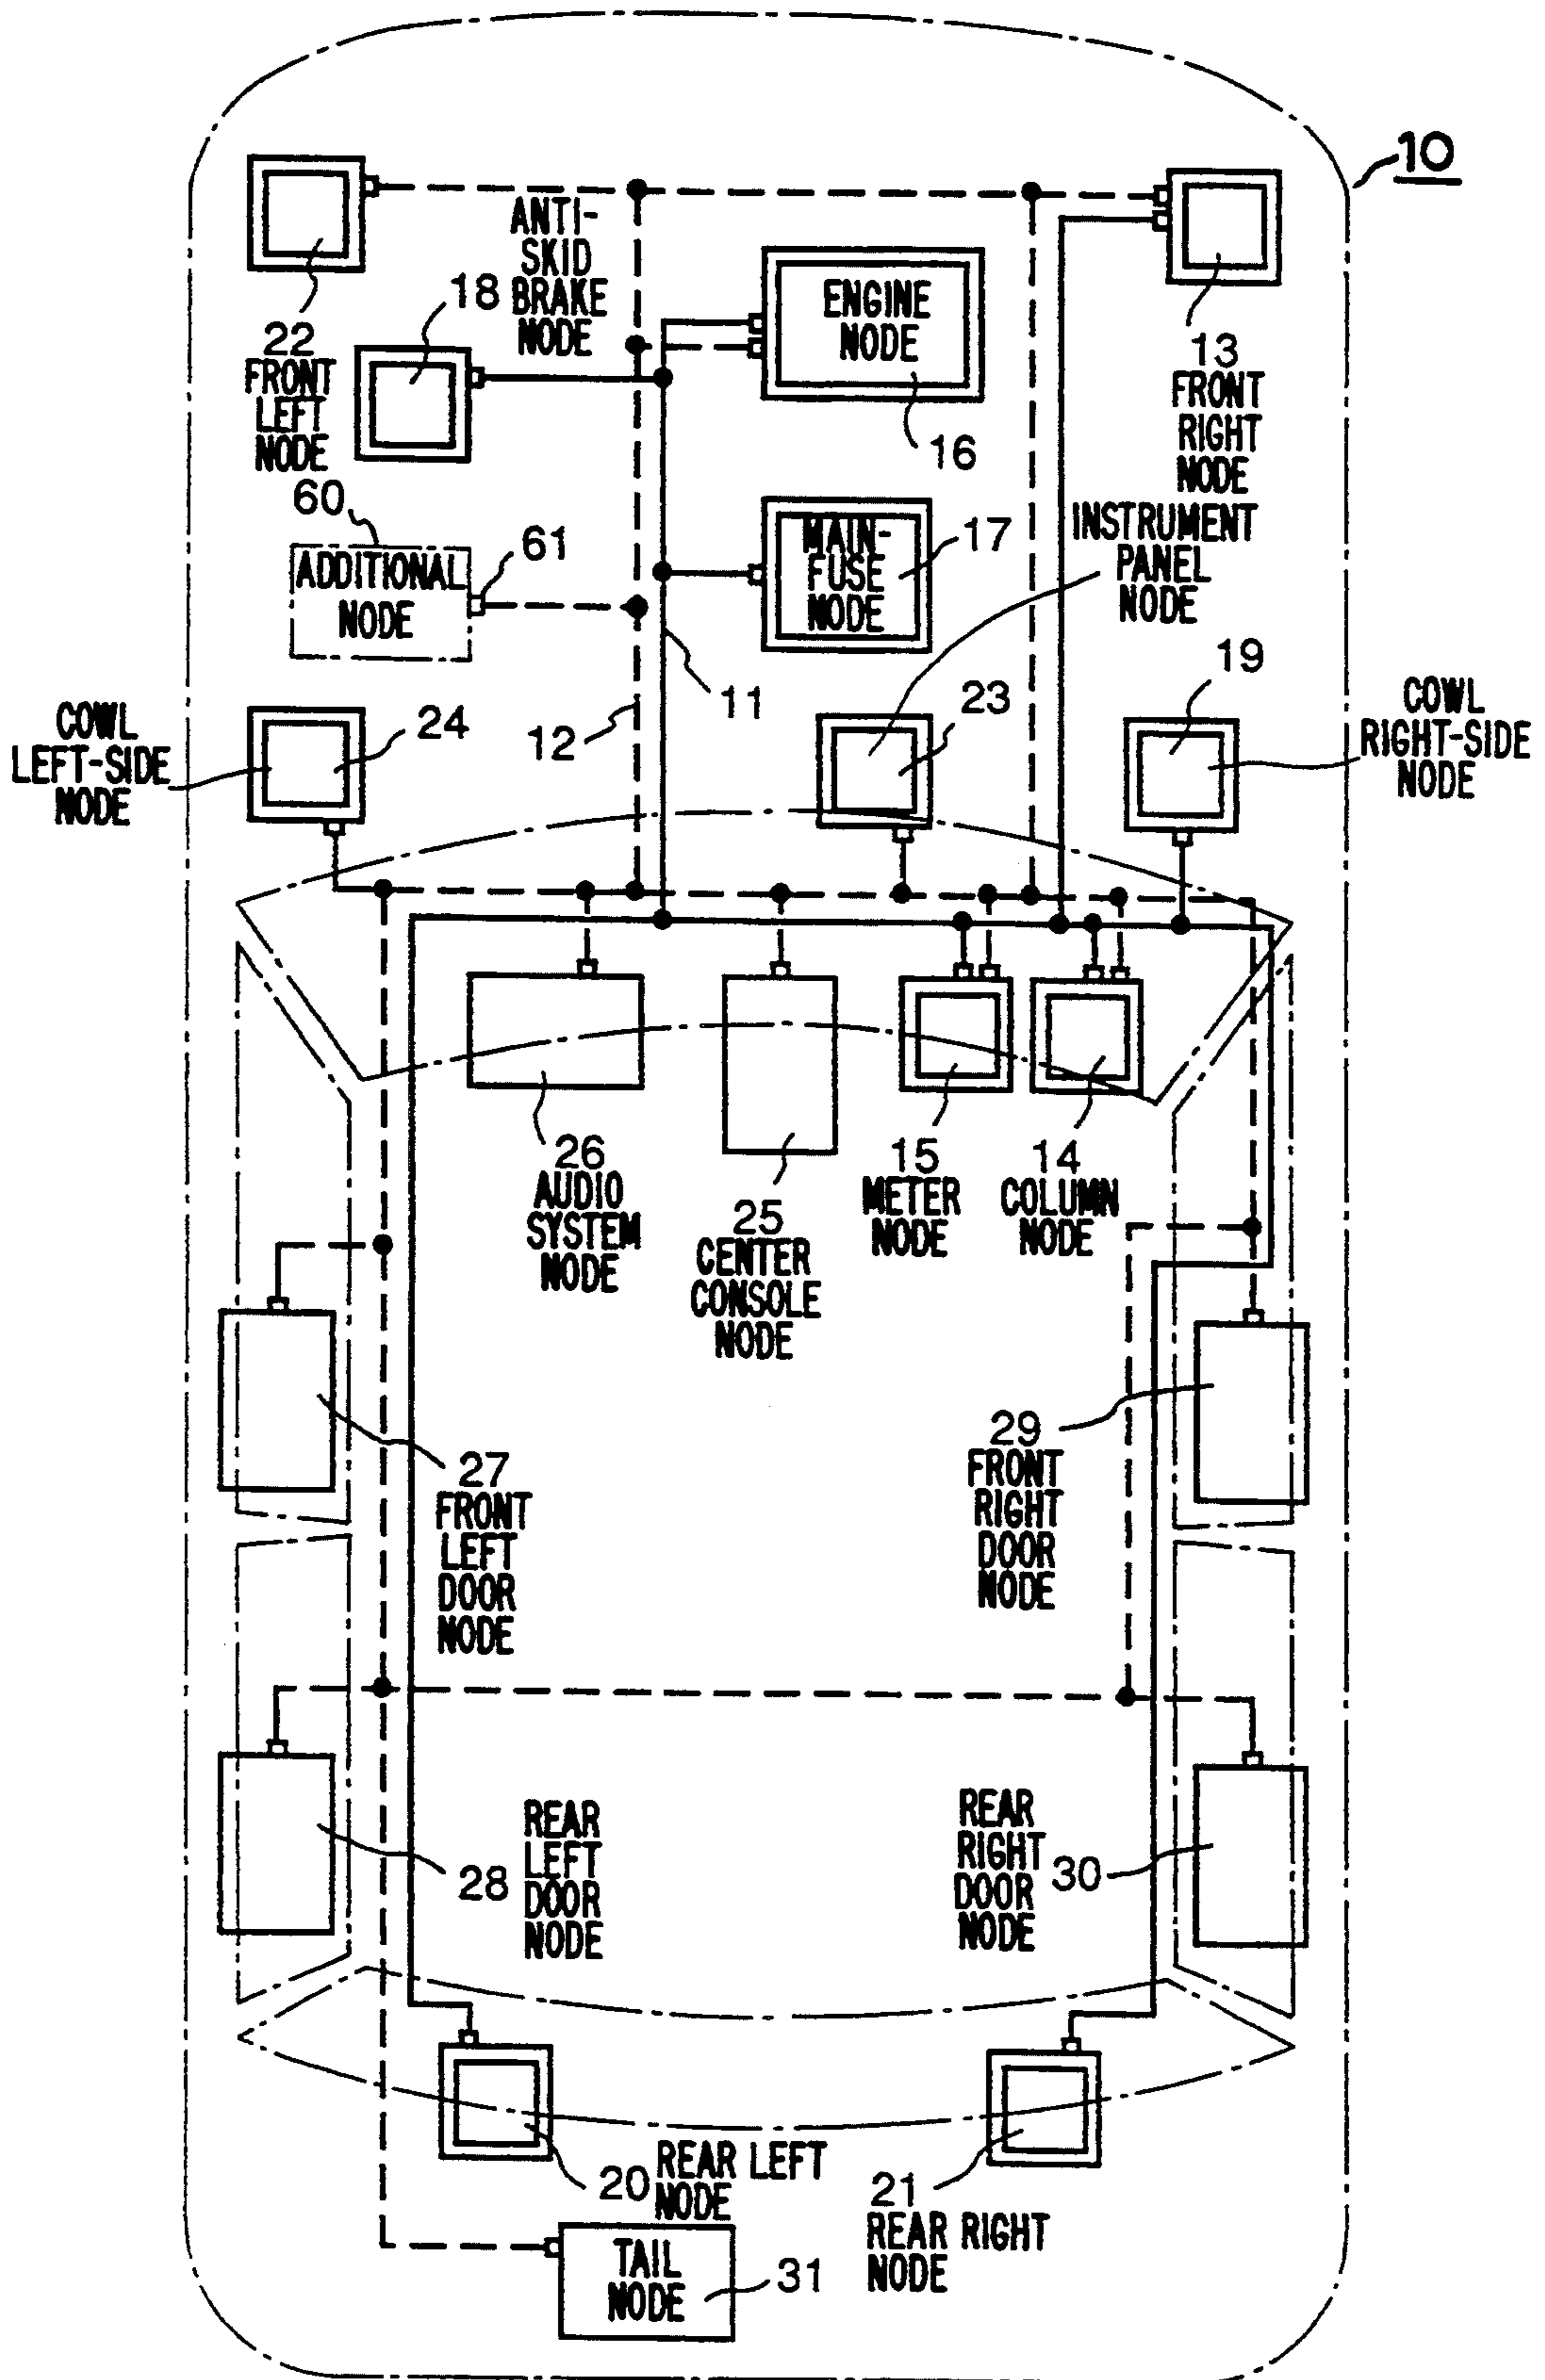 10
ANTI-
SKID
BRAKE
NODE
18
22
FRONT
LEFT
NODE
ENGINE
NODE
16
13
FRONT
RIGHT
NODE
60
ADDITIONAL
NODE
61
MAIN-
FUSE
NODE
17
INSTRUMENT
PANEL
NODE
COWL
LEFT-SIDE
NODE
24
12
11
23
19
COWL
RIGHT-SIDE
NODE
26
AUDIO
SYSTEM
NODE
25
CENTER
CONSOLE
NODE
15
METER
NODE
14
COLUMN
NODE
27
FRONT
LEFT
DOOR
NODE
29
FRONT
RIGHT
DOOR
NODE
28
REAR
LEFT
DOOR
NODE
REAR
RIGHT
DOOR
NODE
30
20
REAR LEFT
NODE
21
REAR RIGHT
NODE
TAIL
NODE
31